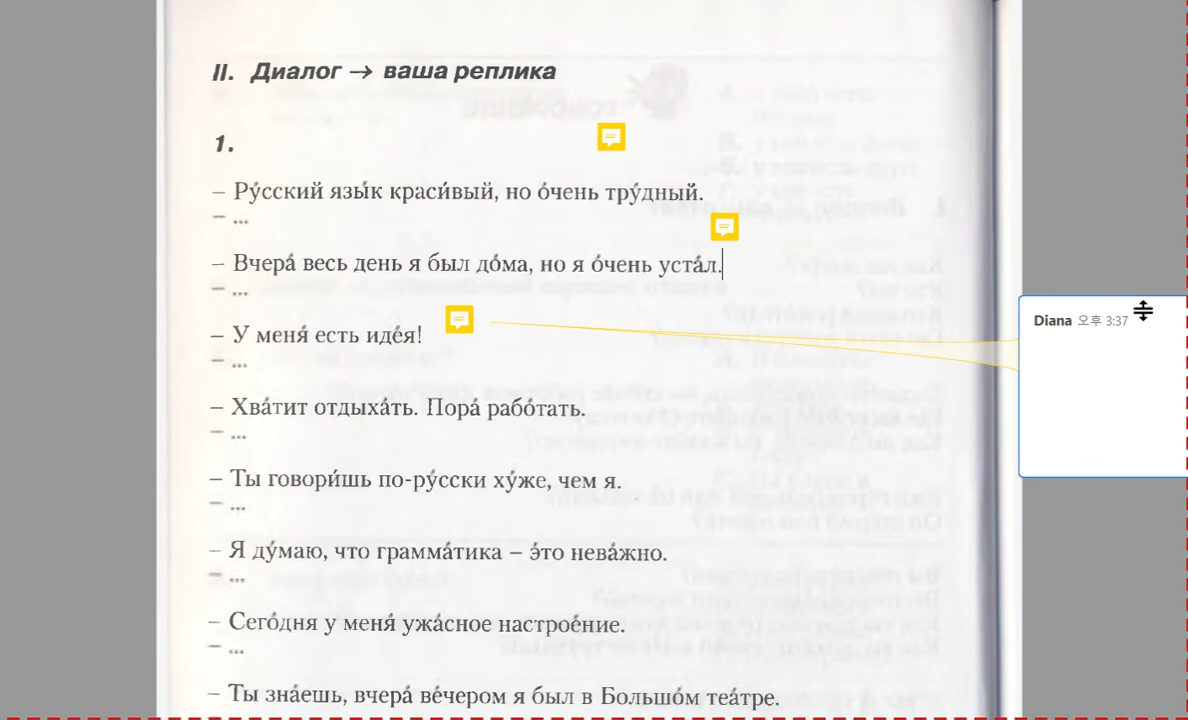 II. Диалог → ваша реплика
1.
– Ру́сский язы́к краси́вый, но о́чень тру́дный.
– ...
– Вчера́ весь день я был до́ма, но я о́чень уста́л.
– ...
– У меня́ есть иде́я!
– ...
– Хва́тит отдыха́ть. Пора́ рабо́тать.
– ...
– Ты говори́шь по-ру́сски ху́же, чем я.
– ...
– Я ду́маю, что грамма́тика – э́то нева́жно.
– ...
– Сего́дня у меня́ ужа́сное настрое́ние.
– ...
– Ты зна́ешь, вчера́ ве́чером я был в Большо́м теа́тре.
Diana 오후 3:37